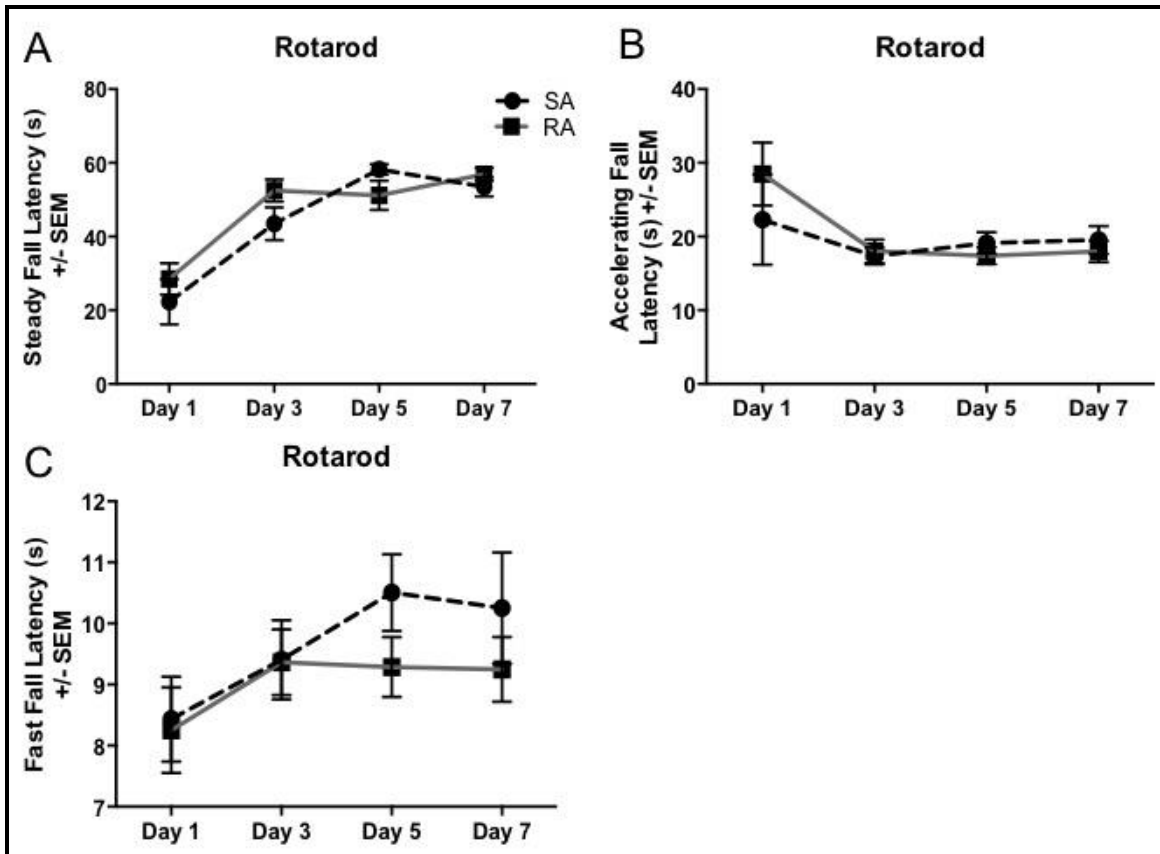 A
Rotarod
Steady Fall Latency (s)
+/- SEM
80
60
40
20
0
Day 1 Day 3 Day 5 Day 7
SA
RA
B
Rotarod
Accelerating Fall
Latency (s) +/- SEM
40
30
20
10
0
Day 1 Day 3 Day 5 Day 7
C
Rotarod
Fast Fall Latency (s)
+/- SEM
12
11
10
9
8
7
Day 1 Day 3 Day 5 Day 7